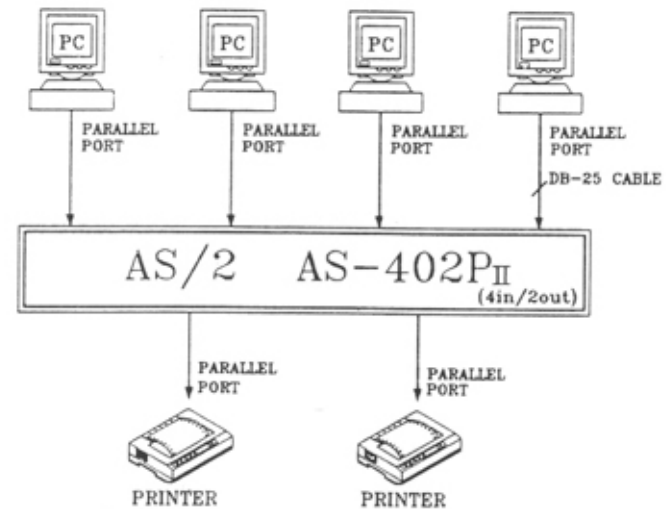 PC PC PC PC
PARALLEL PORT
PARALLEL PORT
PARALLEL PORT
PARALLEL PORT
DB-25 CABLE
AS/2 AS-402PII
(4in/2out)
PARALLEL PORT
PARALLEL PORT
PRINTER PRINTER